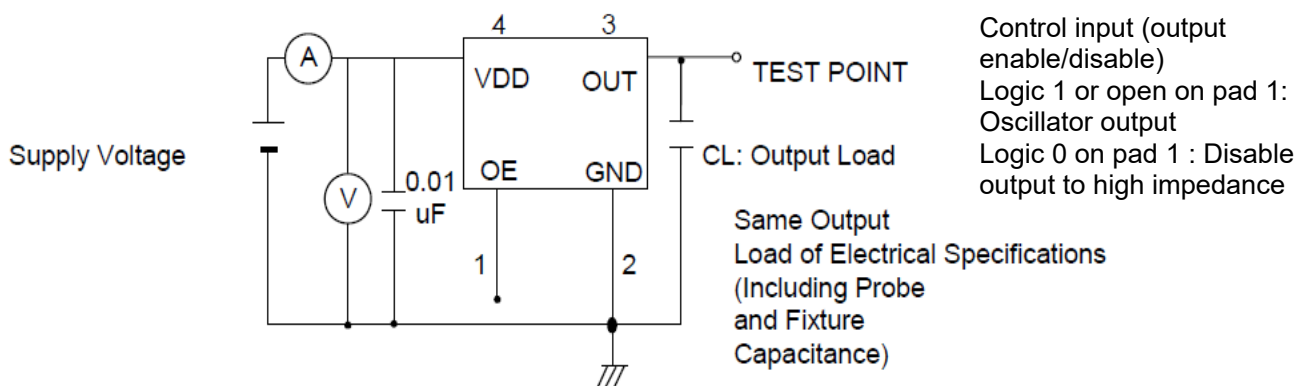 4
3
A
VDD
OUT
TEST POINT
Supply Voltage
V
0.01
uF
OE
GND
CL: Output Load
1
2
Same Output
Load of Electrical Specifications
(Including Probe
and Fixture
Capacitance)
Control input (output
enable/disable)
Logic 1 or open on pad 1:
Oscillator output
Logic 0 on pad 1 : Disable
output to high impedance